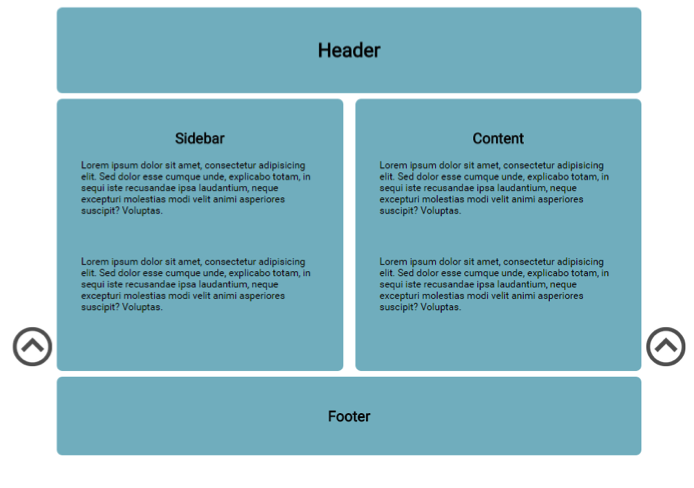 Header
Sidebar
Lorem ipsum dolor sit amet, consectetur adipisicing
elit. Sed dolor esse cumque unde, explicabo totam, in
sequi iste recusandae ipsa laudantium, neque
excepturi molestias modi velit animi asperiores
suscipit? Voluptas.
Lorem ipsum dolor sit amet, consectetur adipisicing
elit. Sed dolor esse cumque unde, explicabo totam, in
sequi iste recusandae ipsa laudantium, neque
excepturi molestias modi velit animi asperiores
suscipit? Voluptas.
Content
Lorem ipsum dolor sit amet, consectetur adipisicing
elit. Sed dolor esse cumque unde, explicabo totam, in
sequi iste recusandae ipsa laudantium, neque
excepturi molestias modi velit animi asperiores
suscipit? Voluptas.
Lorem ipsum dolor sit amet, consectetur adipisicing
elit. Sed dolor esse cumque unde, explicabo totam, in
sequi iste recusandae ipsa laudantium, neque
excepturi molestias modi velit animi asperiores
suscipit? Voluptas.
Footer